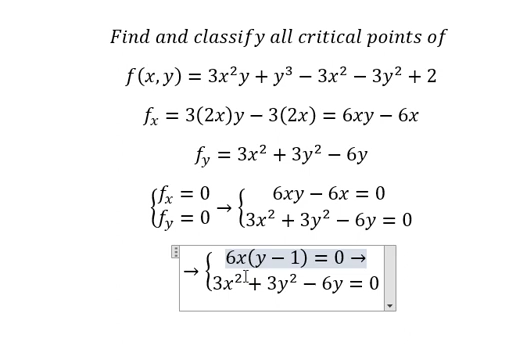 Find and classify all critical points of
f(x, y) = 3x²y + y³ − 3x² − 3y² + 2
fₓ = 3(2x)y − 3(2x) = 6xy − 6x
f_y = 3x² + 3y² − 6y
{fₓ = 0 → {6xy − 6x = 0
{f_y = 0 {3x² + 3y² − 6y = 0
→ {6x(y − 1) = 0 →
{3x² + 3y² − 6y = 0